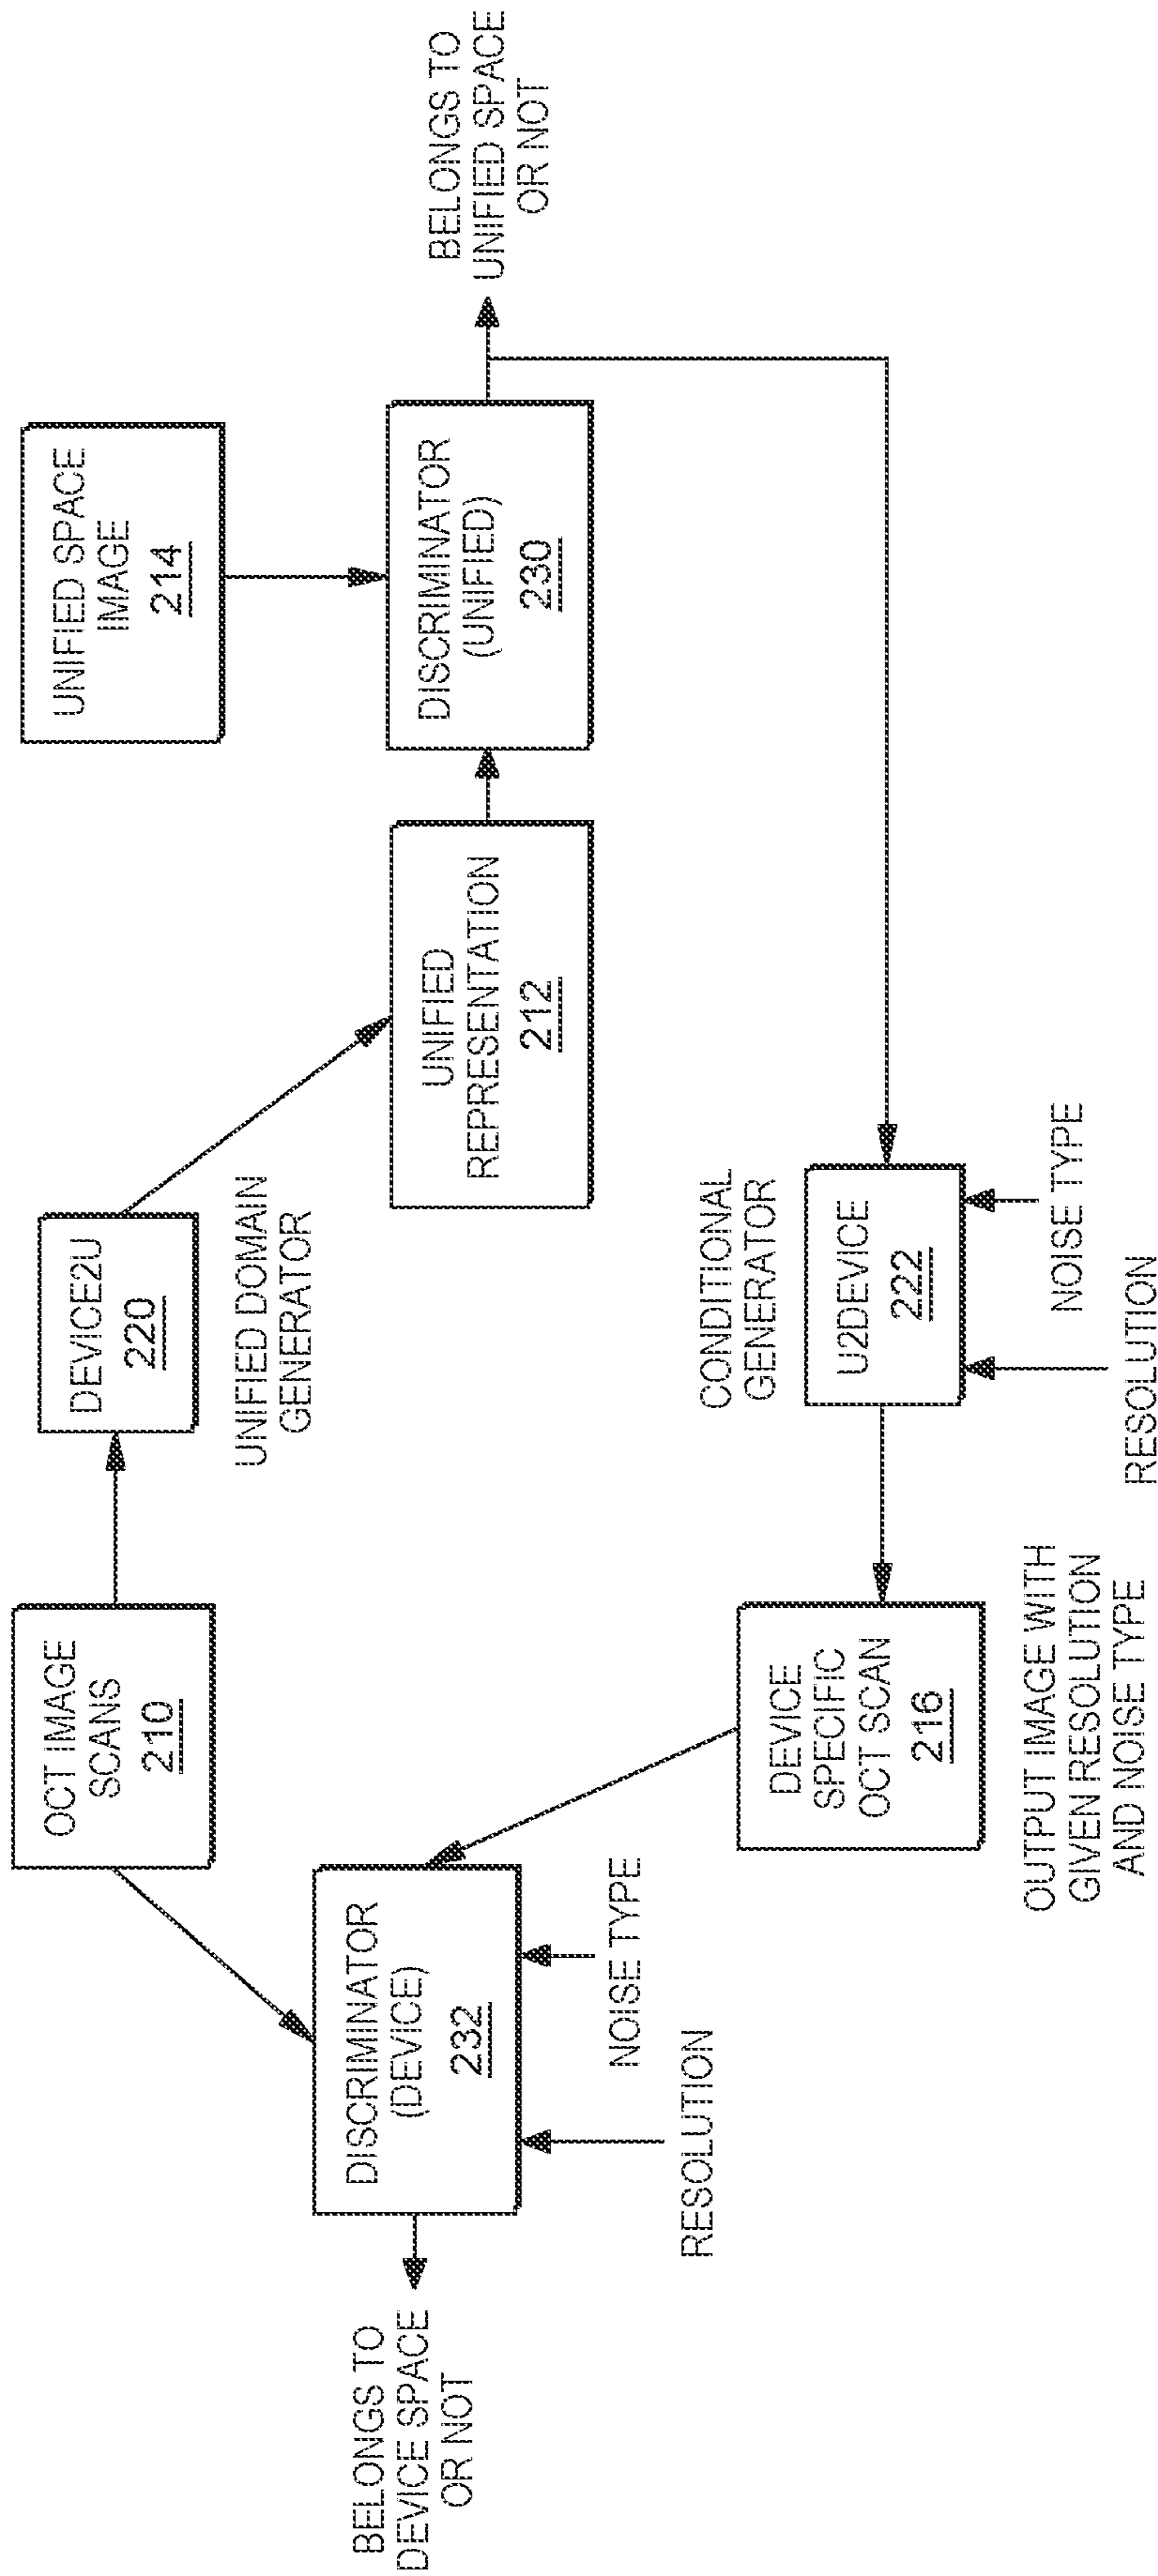 OCT IMAGE
SCANS
210
DEVICE2U
220
UNIFIED DOMAIN
GENERATOR
UNIFIED
REPRESENTATION
212
UNIFIED SPACE
IMAGE
214
DISCRIMINATOR
(UNIFIED)
230
BELONGS TO
UNIFIED SPACE
OR NOT
CONDITIONAL
GENERATOR
U2DEVICE
222
NOISE TYPE
RESOLUTION
DEVICE
SPECIFIC
OCT SCAN
216
OUTPUT IMAGE WITH
GIVEN RESOLUTION
AND NOISE TYPE
DISCRIMINATOR
(DEVICE)
232
NOISE TYPE
RESOLUTION
BELONGS TO
DEVICE SPACE
OR NOT